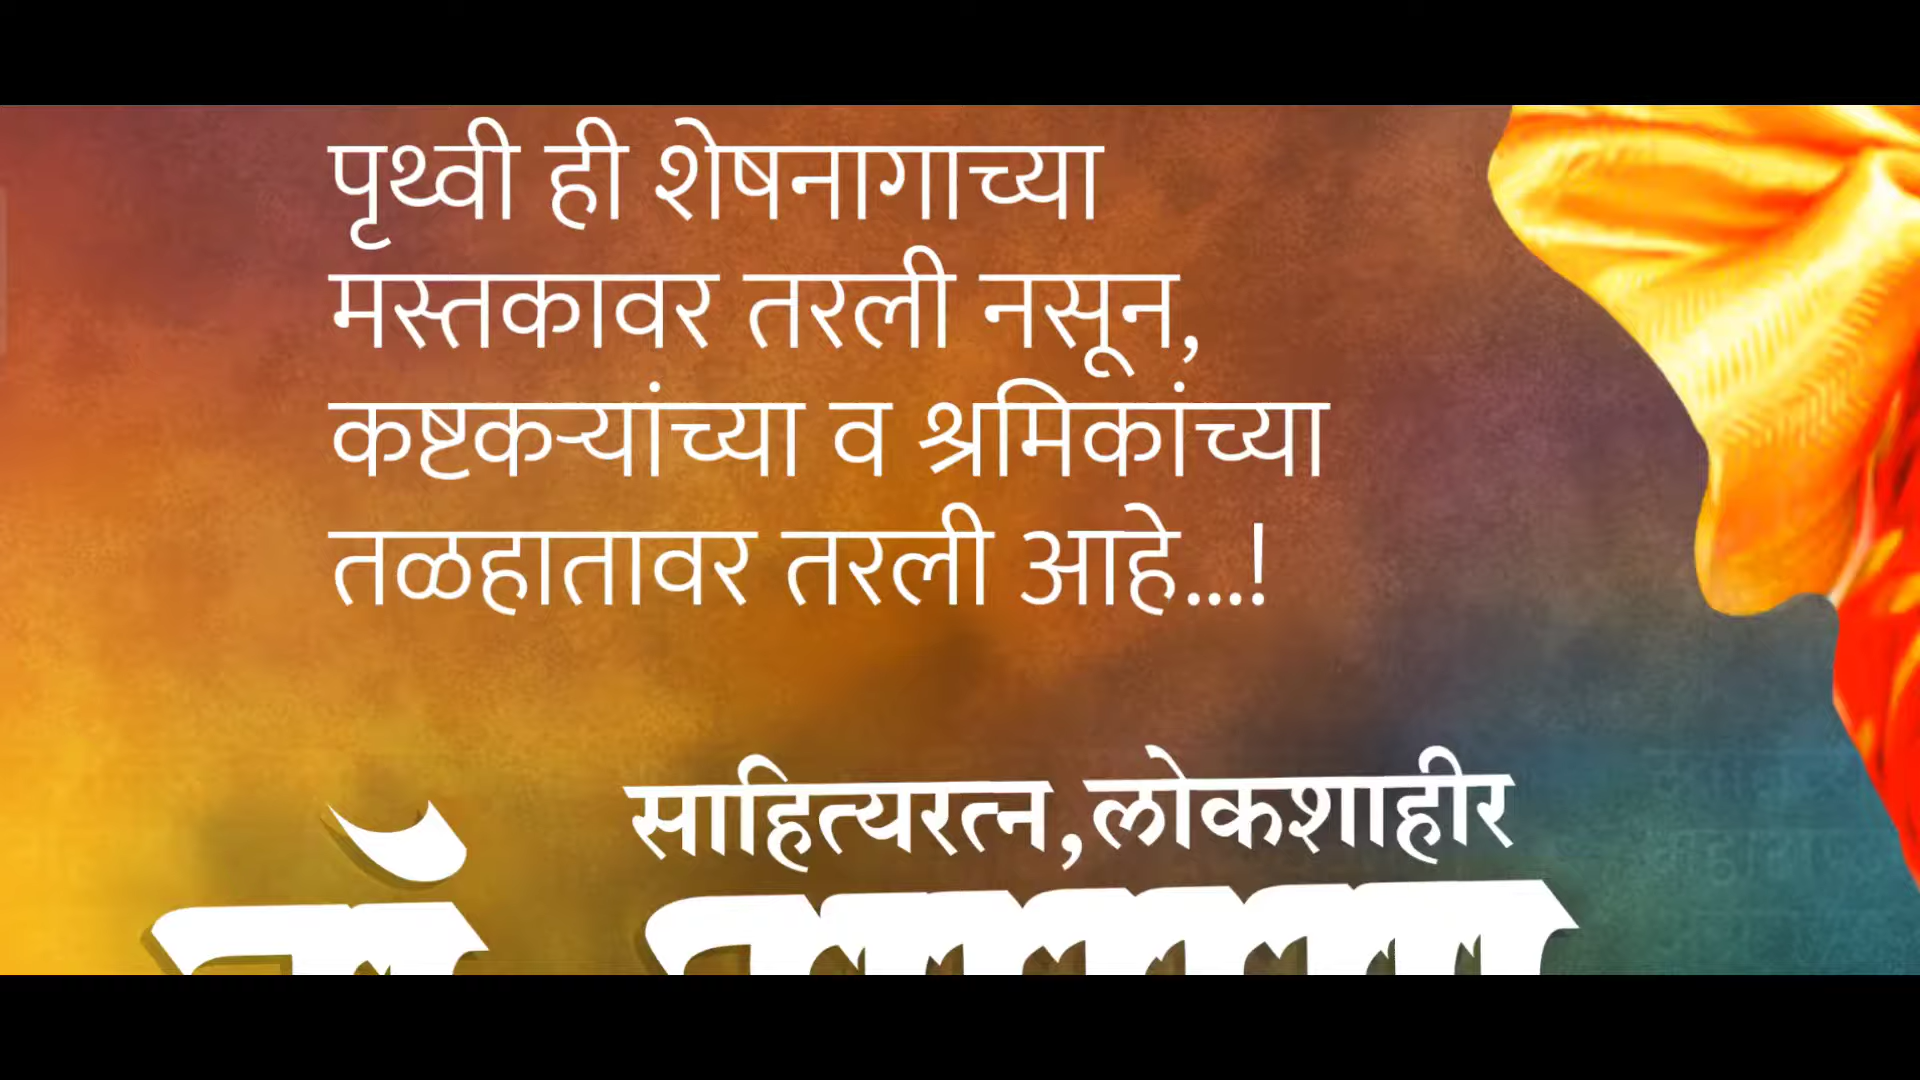 पृथ्वी ही शेषनागाच्या
मस्तकावर तरली नसून,
कष्टकऱ्यांच्या व श्रमिकांच्या
तळहातावर तरली आहे...!
साहित्यरत्न,लोकशाहीर